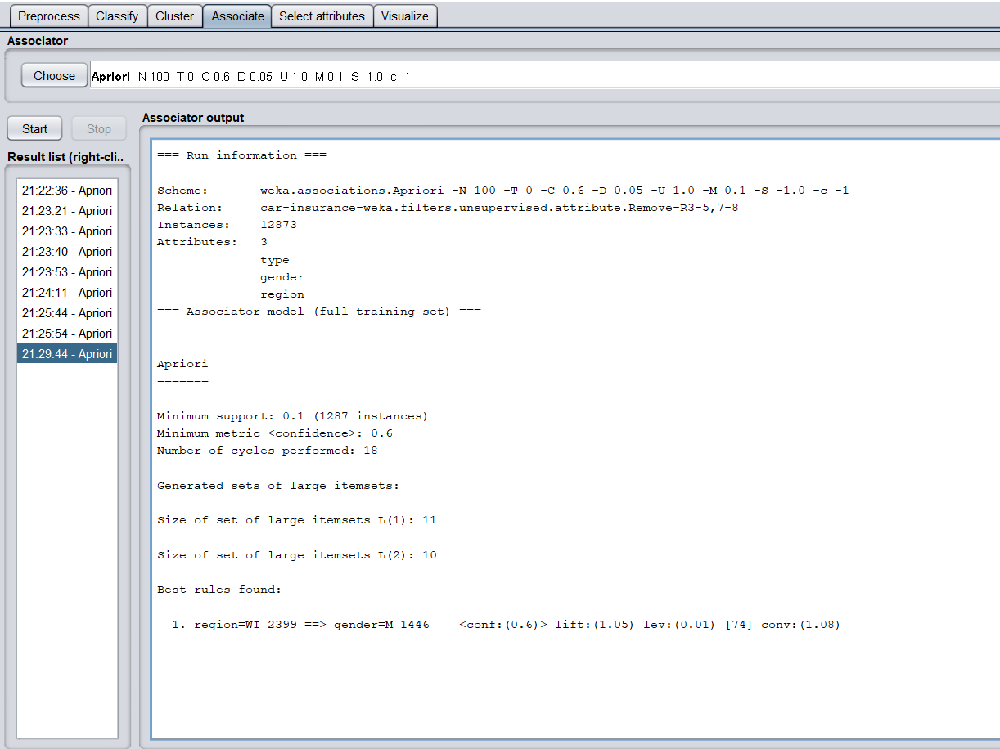 Preprocess Classify Cluster Associate Select attributes Visualize
Associator
Choose Apriori -N 100 -T 0 -C 0.6 -D 0.05 -U 1.0 -M 0.1 -S -1.0 -c -1
Start Stop
Result list (right-cli..
21:22:36 - Apriori
21:23:21 - Apriori
21:23:33 - Apriori
21:23:40 - Apriori
21:23:53 - Apriori
21:24:11 - Apriori
21:25:44 - Apriori
21:25:54 - Apriori
21:29:44 - Apriori
Associator output
=== Run information ===
Scheme: weka.associations.Apriori -N 100 -T 0 -C 0.6 -D 0.05 -U 1.0 -M 0.1 -S -1.0 -c -1
Relation: car-insurance-weka.filters.unsupervised.attribute.Remove-R3-5,7-8
Instances: 12873
Attributes: 3
type
gender
region
=== Associator model (full training set) ===
Apriori
=======
Minimum support: 0.1 (1287 instances)
Minimum metric <confidence>: 0.6
Number of cycles performed: 18
Generated sets of large itemsets:
Size of set of large itemsets L(1): 11
Size of set of large itemsets L(2): 10
Best rules found:
1. region=WI 2399 ==> gender=M 1446 <conf:(0.6)> lift:(1.05) lev:(0.01) [74] conv:(1.08)